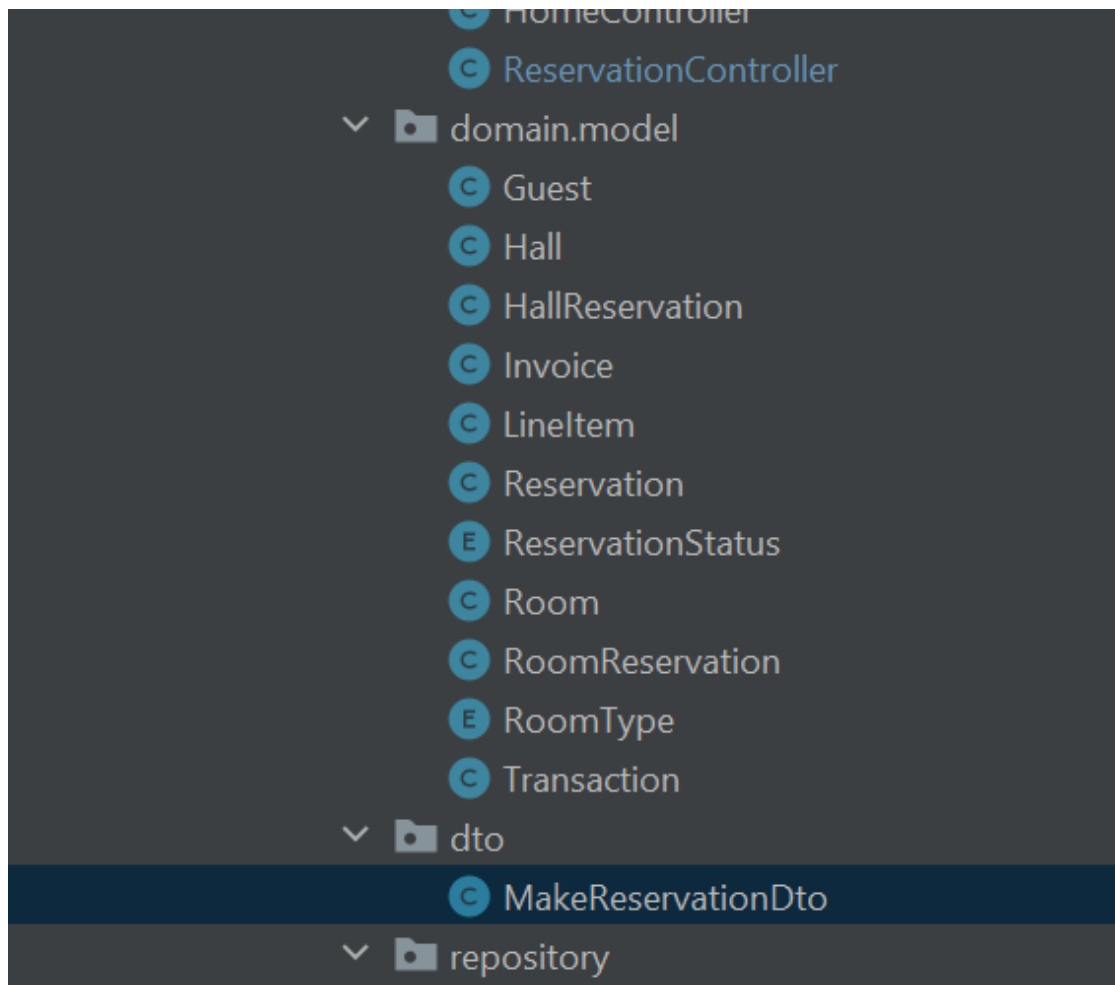 HomeController
C ReservationController
domain.model
C Guest
C Hall
C HallReservation
C Invoice
C LineItem
C Reservation
E ReservationStatus
C Room
C RoomReservation
E RoomType
C Transaction
dto
C MakeReservationDto
repository